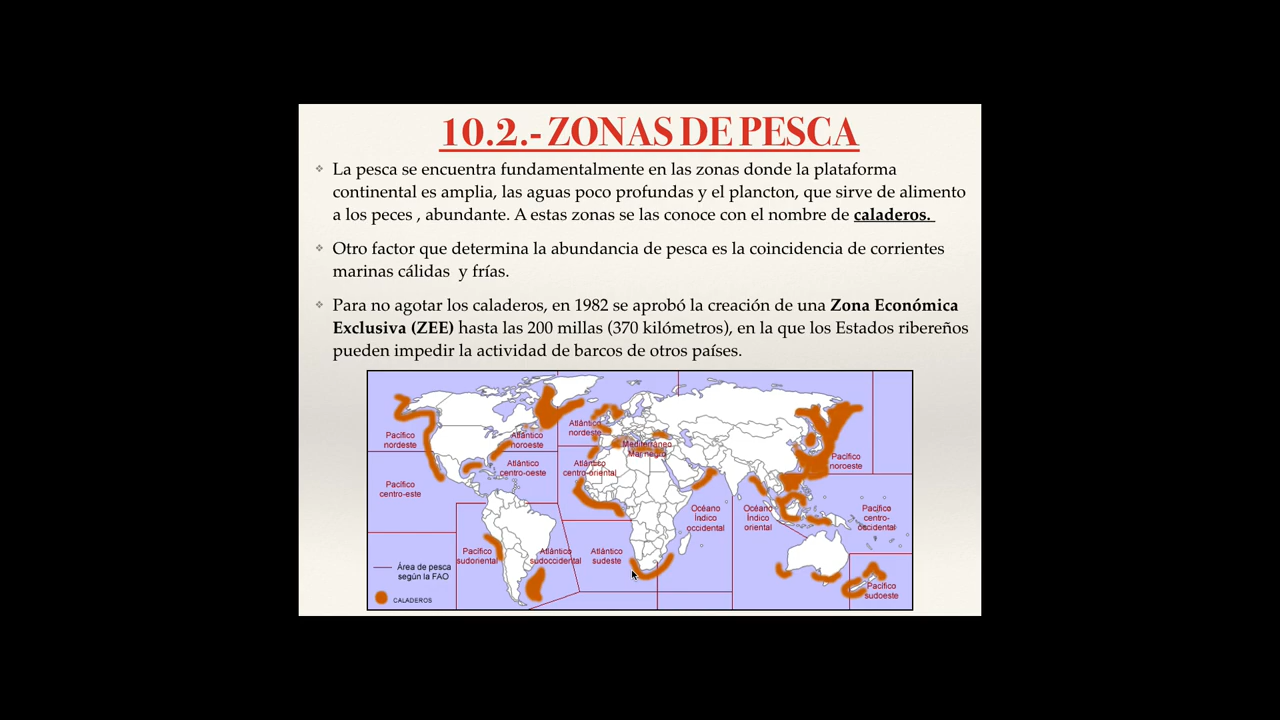 10.2.- ZONAS DE PESCA
La pesca se encuentra fundamentalmente en las zonas donde la plataforma
continental es amplia, las aguas poco profundas y el plancton, que sirve de alimento
a los peces , abundante. A estas zonas se las conoce con el nombre de caladeros.
Otro factor que determina la abundancia de pesca es la coincidencia de corrientes
marinas cálidas y frías.
Para no agotar los caladeros, en 1982 se aprobó la creación de una Zona Económica
Exclusiva (ZEE) hasta las 200 millas (370 kilómetros), en la que los Estados ribereños
pueden impedir la actividad de barcos de otros países.
Pacífico
nordeste
Atlántico
noroeste
Atlántico
nordeste
Mediterráneo
Mar negro
Pacífico
noroeste
Pacífico
centro-este
Atlántico
centro-oeste
Atlántico
centro-oriental
Océano
Índico
occidental
Océano
Índico
oriental
Pacífico
centro-
occidental
Pacífico
sudoriental
Atlántico
sudoccidental
Atlántico
sudeste
Pacífico
sudoeste
Área de pesca
según la FAO
CALADEROS